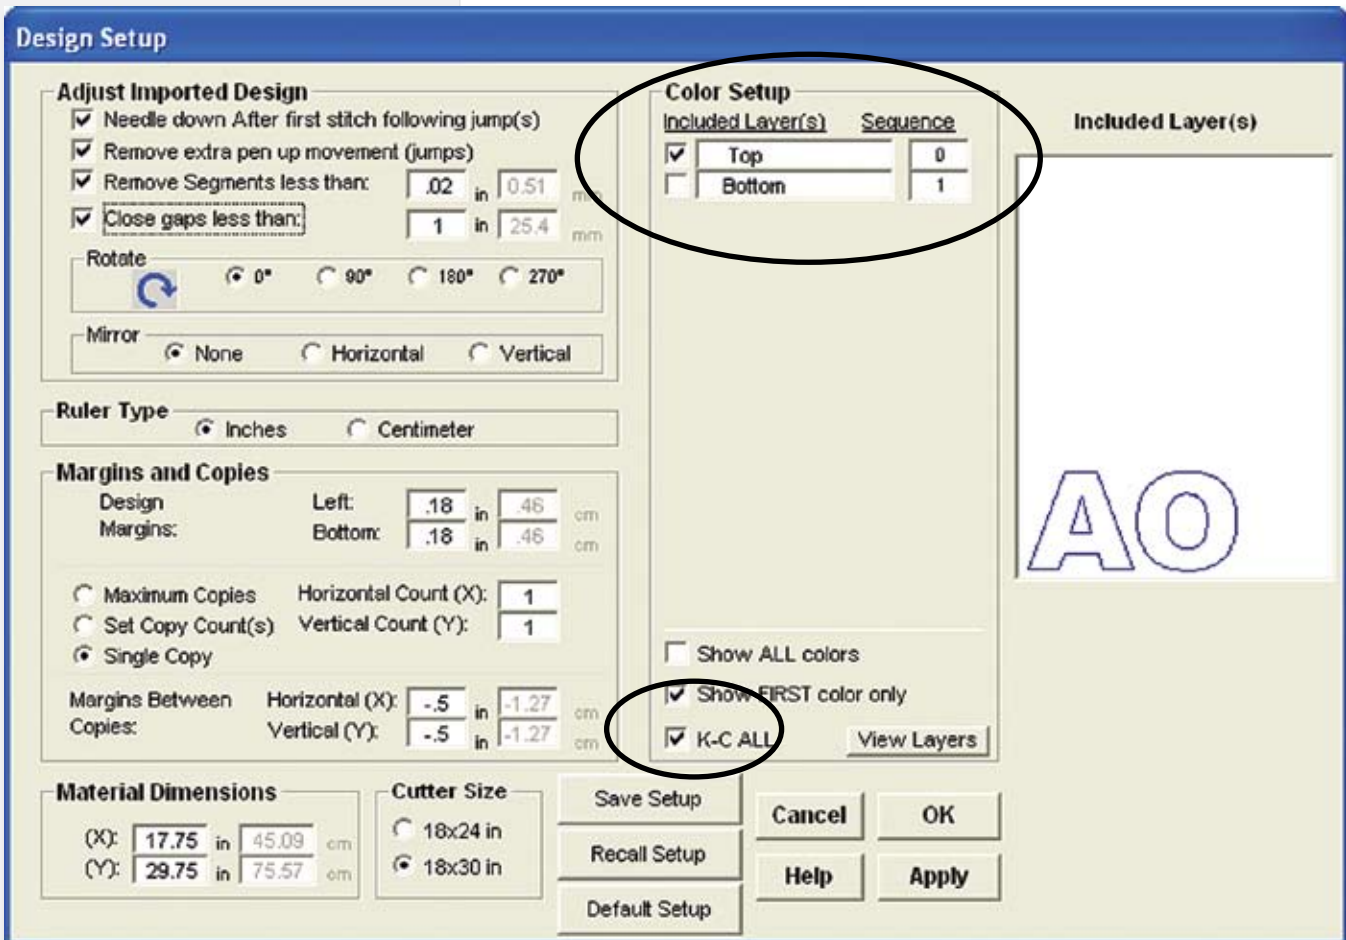 Design Setup
Adjust Imported Design
Needle down After first stitch following jump(s)
Remove extra pen up movement (jumps)
Remove Segments less than: .02 in 0.51 mm
Close gaps less than: 1 in 25.4 mm
Rotate
0° 90° 180° 270°
Mirror
None Horizontal Vertical
Ruler Type
Inches Centimeter
Margins and Copies
Design Left: .18 in .46 cm
Margins: Bottom: .18 in .46 cm
Maximum Copies Horizontal Count (X): 1
Set Copy Count(s) Vertical Count (Y): 1
Single Copy
Margins Between Horizontal (X): -.5 in -1.27 cm
Copies: Vertical (Y): -.5 in -1.27 cm
Material Dimensions
(X): 17.75 in 45.09 cm
(Y): 29.75 in 75.57 cm
Cutter Size
18x24 in
18x30 in
Color Setup
Included Layer(s) Sequence
Top 0
Bottom 1
Show ALL colors
Show FIRST color only
K-C ALL View Layers
Included Layer(s)
AO
Save Setup
Recall Setup
Default Setup
Cancel OK
Help Apply